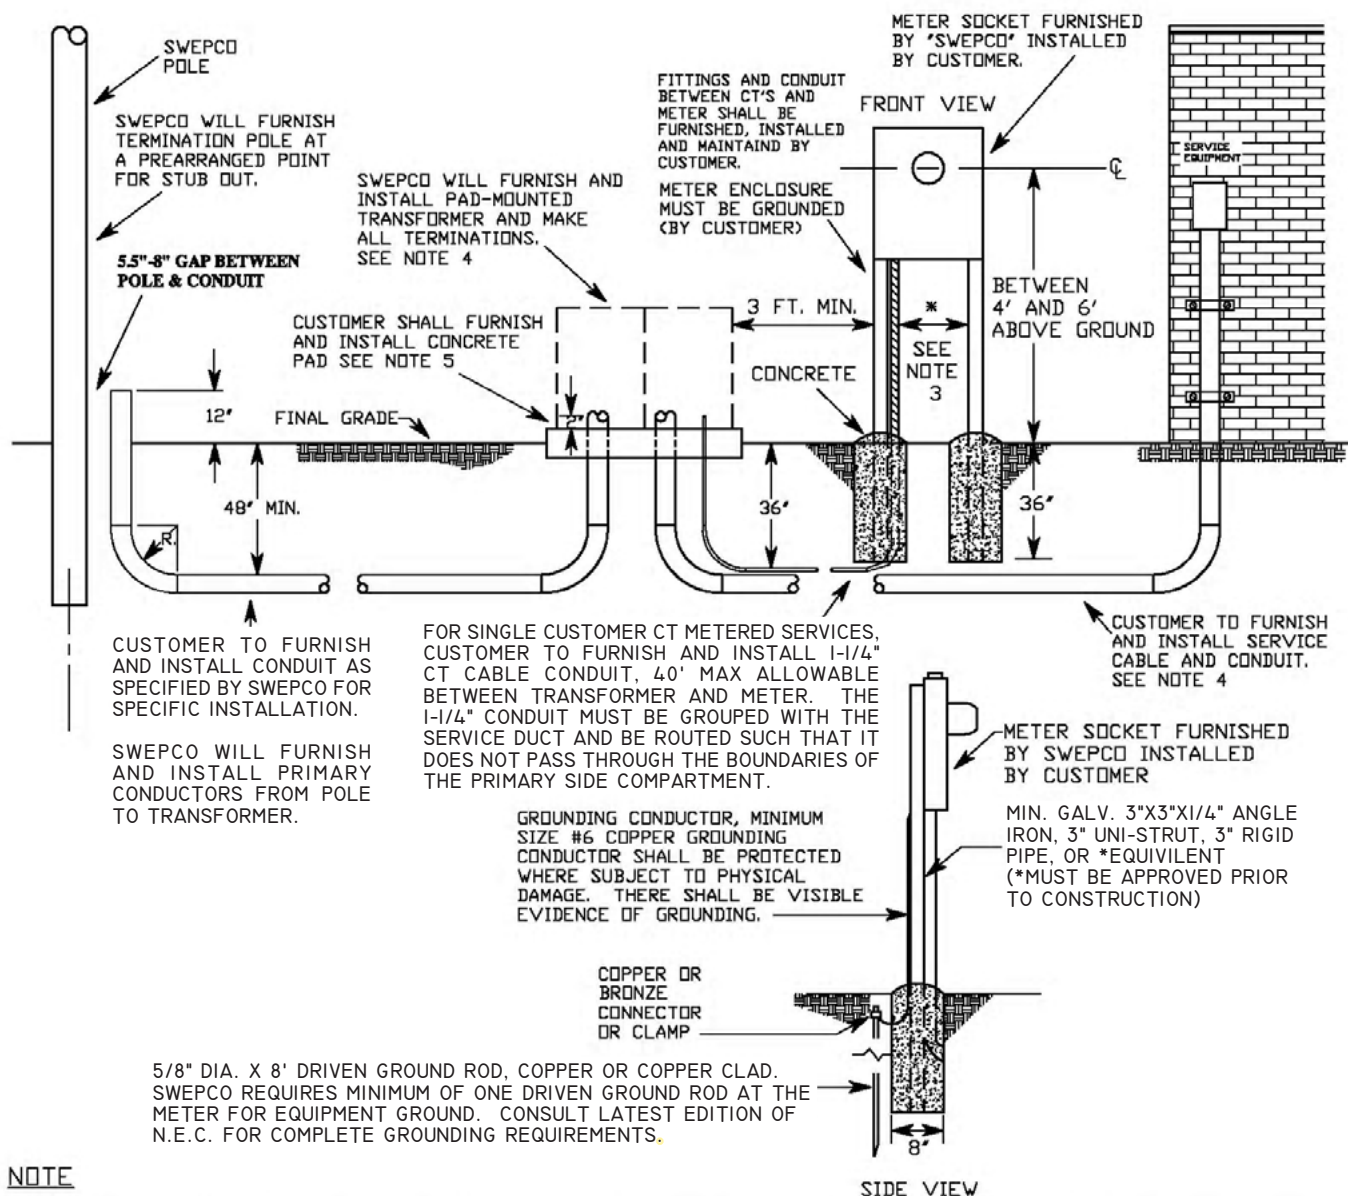 SWEPCO
POLE
SWEPCO WILL FURNISH
TERMINATION POLE AT
A PREARRANGED POINT
FOR STUB OUT.
5.5"-8" GAP BETWEEN
POLE & CONDUIT
SWEPCO WILL FURNISH AND
INSTALL PAD-MOUNTED
TRANSFORMER AND MAKE
ALL TERMINATIONS.
SEE NOTE 4
CUSTOMER SHALL FURNISH
AND INSTALL CONCRETE
PAD SEE NOTE 5
FITTINGS AND CONDUIT
BETWEEN CT'S AND
METER SHALL BE
FURNISHED, INSTALLED
AND MAINTAIND BY
CUSTOMER.
METER ENCLOSURE
MUST BE GROUNDED
(BY CUSTOMER)
METER SOCKET FURNISHED
BY "SWEPCO" INSTALLED
BY CUSTOMER.
FRONT VIEW
℄
SERVICE
EQUIPMENT
BETWEEN
4' AND 6'
ABOVE GROUND
3 FT. MIN.
*
SEE
NOTE
3
CONCRETE
12"
FINAL GRADE
2"
48" MIN.
R.
36"
36"
CUSTOMER TO FURNISH
AND INSTALL CONDUIT AS
SPECIFIED BY SWEPCO FOR
SPECIFIC INSTALLATION.
SWEPCO WILL FURNISH
AND INSTALL PRIMARY
CONDUCTORS FROM POLE
TO TRANSFORMER.
FOR SINGLE CUSTOMER CT METERED SERVICES,
CUSTOMER TO FURNISH AND INSTALL 1-1/4"
CT CABLE CONDUIT, 40' MAX ALLOWABLE
BETWEEN TRANSFORMER AND METER. THE
1-1/4" CONDUIT MUST BE GROUPED WITH THE
SERVICE DUCT AND BE ROUTED SUCH THAT IT
DOES NOT PASS THROUGH THE BOUNDARIES OF
THE PRIMARY SIDE COMPARTMENT.
CUSTOMER TO FURNISH
AND INSTALL SERVICE
CABLE AND CONDUIT.
SEE NOTE 4
METER SOCKET FURNISHED
BY SWEPCO INSTALLED
BY CUSTOMER
MIN. GALV. 3"X3"X1/4" ANGLE
IRON, 3" UNI-STRUT, 3" RIGID
PIPE, OR *EQUIVILENT
(*MUST BE APPROVED PRIOR
TO CONSTRUCTION)
GROUNDING CONDUCTOR, MINIMUM
SIZE #6 COPPER GROUNDING
CONDUCTOR SHALL BE PROTECTED
WHERE SUBJECT TO PHYSICAL
DAMAGE. THERE SHALL BE VISIBLE
EVIDENCE OF GROUNDING.
COPPER OR
BRONZE
CONNECTOR
OR CLAMP
5/8" DIA. X 8' DRIVEN GROUND ROD, COPPER OR COPPER CLAD.
SWEPCO REQUIRES MINIMUM OF ONE DRIVEN GROUND ROD AT THE
METER FOR EQUIPMENT GROUND. CONSULT LATEST EDITION OF
N.E.C. FOR COMPLETE GROUNDING REQUIREMENTS.
8"
SIDE VIEW
NOTE